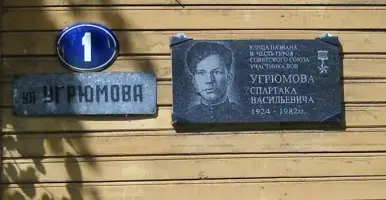 1
ул УГРЮМОВА
УЛИЦА НАЗВАНА
В ЧЕСТЬ ГЕРОЯ
СОВЕТСКОГО СОЮЗА
УЧАСТНИКА ВОВ
УГРЮМОВА
СПАРТАКА
ВАСИЛЬЕВИЧА
1924 - 1982гг.